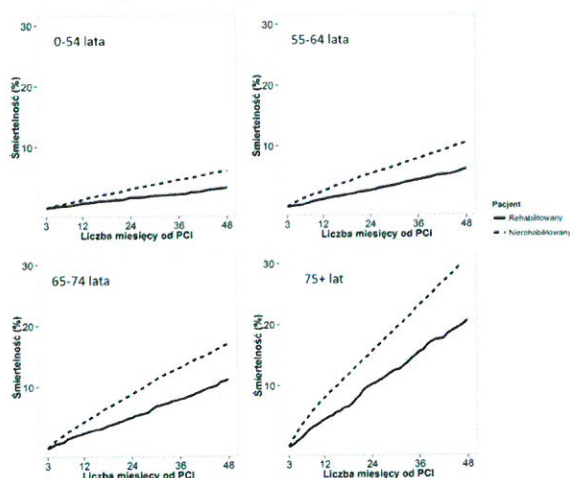 0-54 lata
Śmiertelność (%)
30
20
10
3 12 24 36 48
Liczba miesięcy od PCI
55-64 lata
Śmiertelność (%)
30
20
10
3 12 24 36 48
Liczba miesięcy od PCI
Pacjent
Rehabilitowany
Nierehabilitowany
65-74 lata
Śmiertelność (%)
30
20
10
3 12 24 36 48
Liczba miesięcy od PCI
75+ lat
Śmiertelność (%)
30
20
10
3 12 24 36 48
Liczba miesięcy od PCI